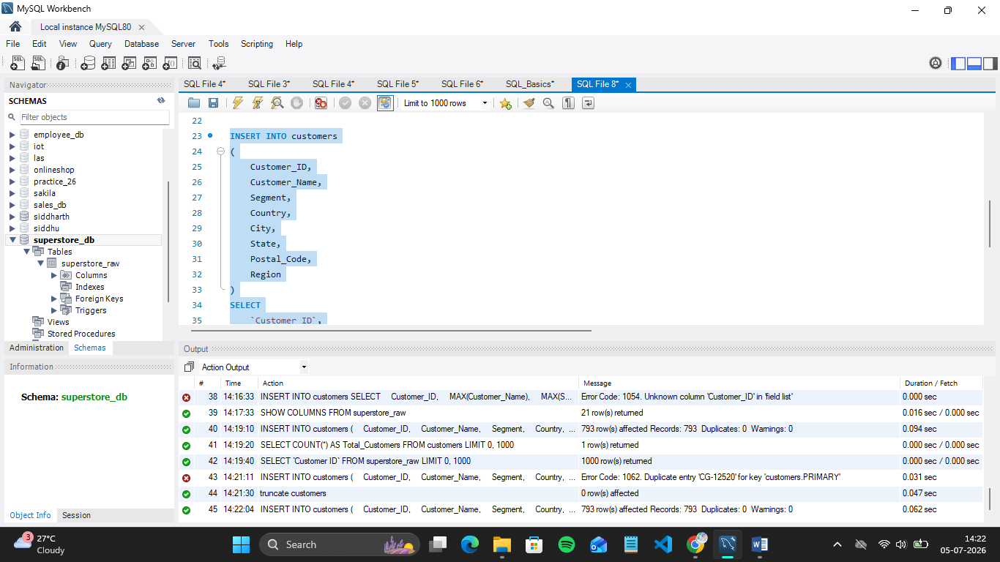 MySQL Workbench
Local instance MySQL80
File Edit View Query Database Server Tools Scripting Help
Navigator
SCHEMAS
Filter objects
employee_db
iot
las
onlineshop
practice_26
sakila
sales_db
siddharth
siddhu
superstore_db
Tables
superstore_raw
Columns
Indexes
Foreign Keys
Triggers
Views
Stored Procedures
Administration Schemas
Information
Schema: superstore_db
Object Info Session
SQL File 4* SQL File 3* SQL File 4* SQL File 5* SQL File 6* SQL_Basics* SQL File 8*
Limit to 1000 rows
22
23 INSERT INTO customers
24 (
25 Customer_ID,
26 Customer_Name,
27 Segment,
28 Country,
29 City,
30 State,
31 Postal_Code,
32 Region
33 )
34 SELECT
35 `Customer ID`,
Output
Action Output
# Time Action Message Duration / Fetch
38 14:16:33 INSERT INTO customers SELECT Customer_ID, MAX(Customer_Name), MAX(S... Error Code: 1054. Unknown column 'Customer_ID' in 'field list' 0.000 sec
39 14:17:33 SHOW COLUMNS FROM superstore_raw 21 row(s) returned 0.016 sec / 0.000 sec
40 14:19:10 INSERT INTO customers ( Customer_ID, Customer_Name, Segment, Country, ... 793 row(s) affected Records: 793 Duplicates: 0 Warnings: 0 0.094 sec
41 14:19:20 SELECT COUNT(*) AS Total_Customers FROM customers LIMIT 0, 1000 1 row(s) returned 0.000 sec / 0.000 sec
42 14:19:40 SELECT `Customer ID` FROM superstore_raw LIMIT 0, 1000 1000 row(s) returned 0.000 sec / 0.000 sec
43 14:21:11 INSERT INTO customers ( Customer_ID, Customer_Name, Segment, Country, ... Error Code: 1062. Duplicate entry 'CG-12520' for key 'customers.PRIMARY' 0.031 sec
44 14:21:30 truncate customers 0 row(s) affected 0.047 sec
45 14:22:04 INSERT INTO customers ( Customer_ID, Customer_Name, Segment, Country, ... 793 row(s) affected Records: 793 Duplicates: 0 Warnings: 0 0.062 sec
3
27°C
Cloudy
Search
14:22
05-07-2026